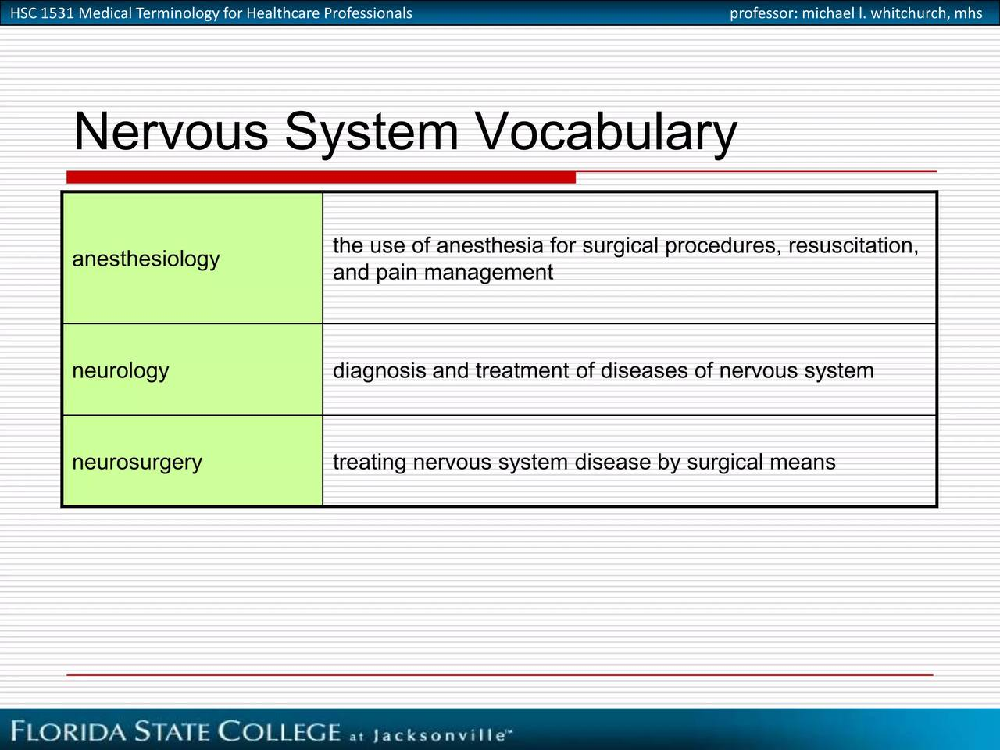 HSC 1531 Medical Terminology for Healthcare Professionals
professor: michael l. whitchurch, mhs
Nervous System Vocabulary
anesthesiology
the use of anesthesia for surgical procedures, resuscitation,
and pain management
neurology
diagnosis and treatment of diseases of nervous system
neurosurgery
treating nervous system disease by surgical means
FLORIDA STATE COLLEGE at Jacksonville™